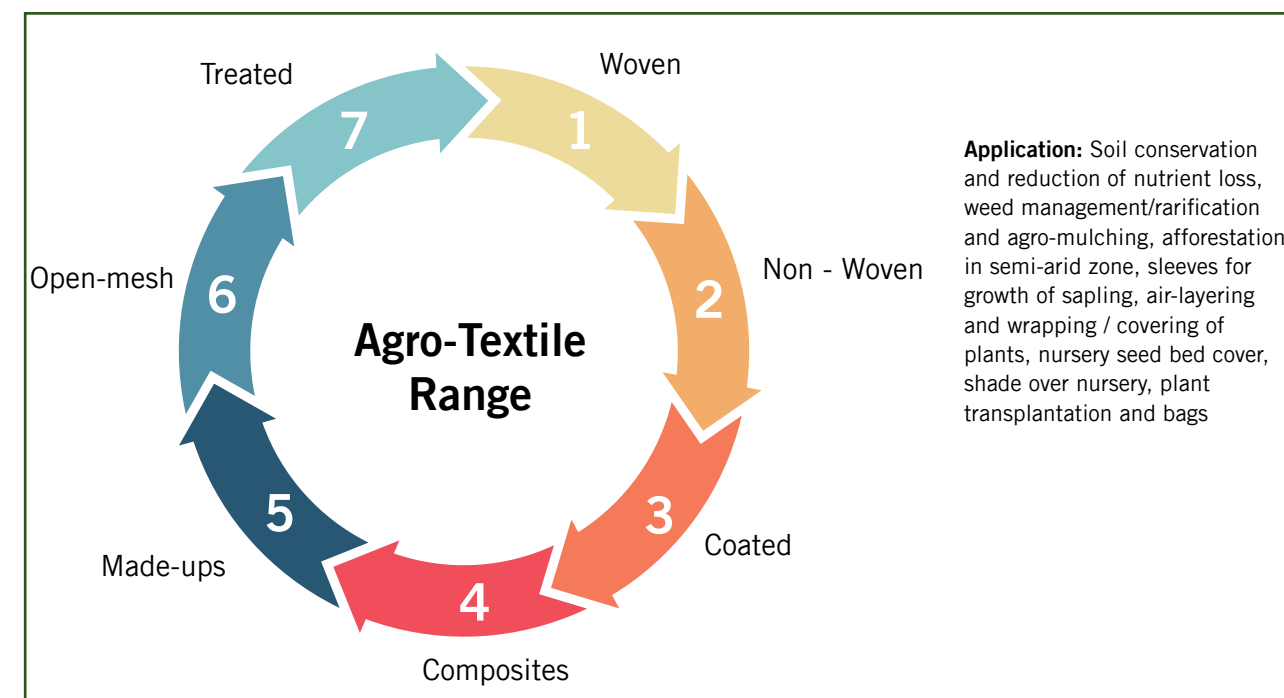 Woven
1
Non - Woven
2
Coated
3
Composites
4
Made-ups
5
Open-mesh
6
Treated
7
Agro-Textile
Range
Application: Soil conservation
and reduction of nutrient loss,
weed management/rarification
and agro-mulching, afforestation
in semi-arid zone, sleeves for
growth of sapling, air-layering
and wrapping / covering of
plants, nursery seed bed cover,
shade over nursery, plant
transplantation and bags